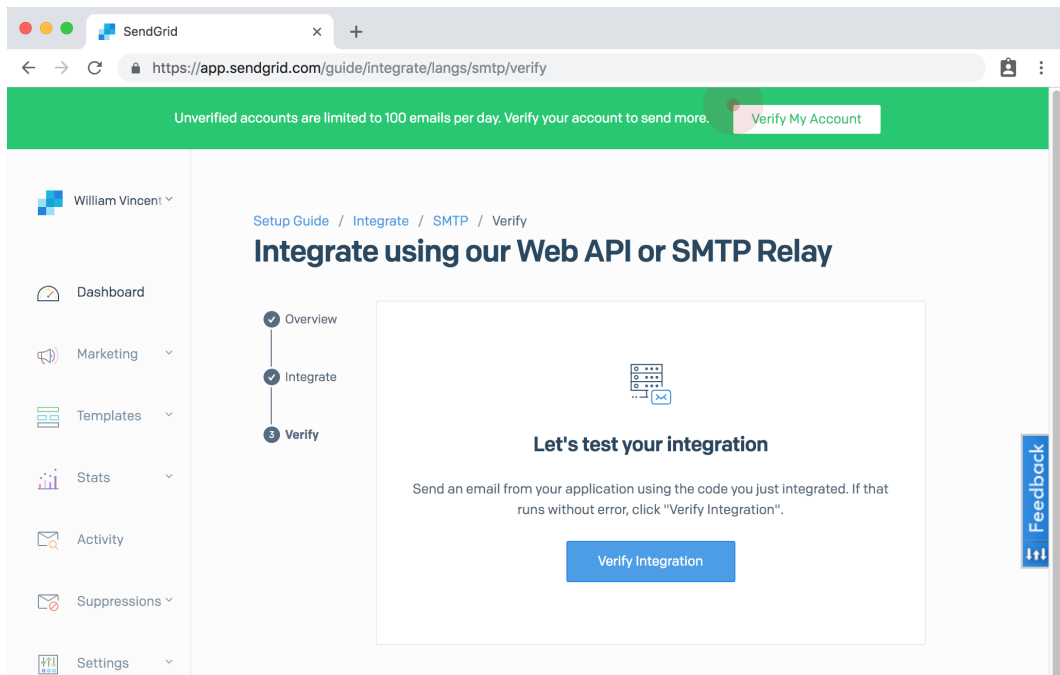 SendGrid
https://app.sendgrid.com/guide/integrate/langs/smtp/verify
Unverified accounts are limited to 100 emails per day. Verify your account to send more.
Verify My Account
William Vincent
Setup Guide / Integrate / SMTP / Verify
Integrate using our Web API or SMTP Relay
Dashboard
Marketing
Templates
Stats
Activity
Suppressions
Settings
Overview
Integrate
3 Verify
Let's test your integration
Send an email from your application using the code you just integrated. If that
runs without error, click "Verify Integration".
Verify Integration
Feedback